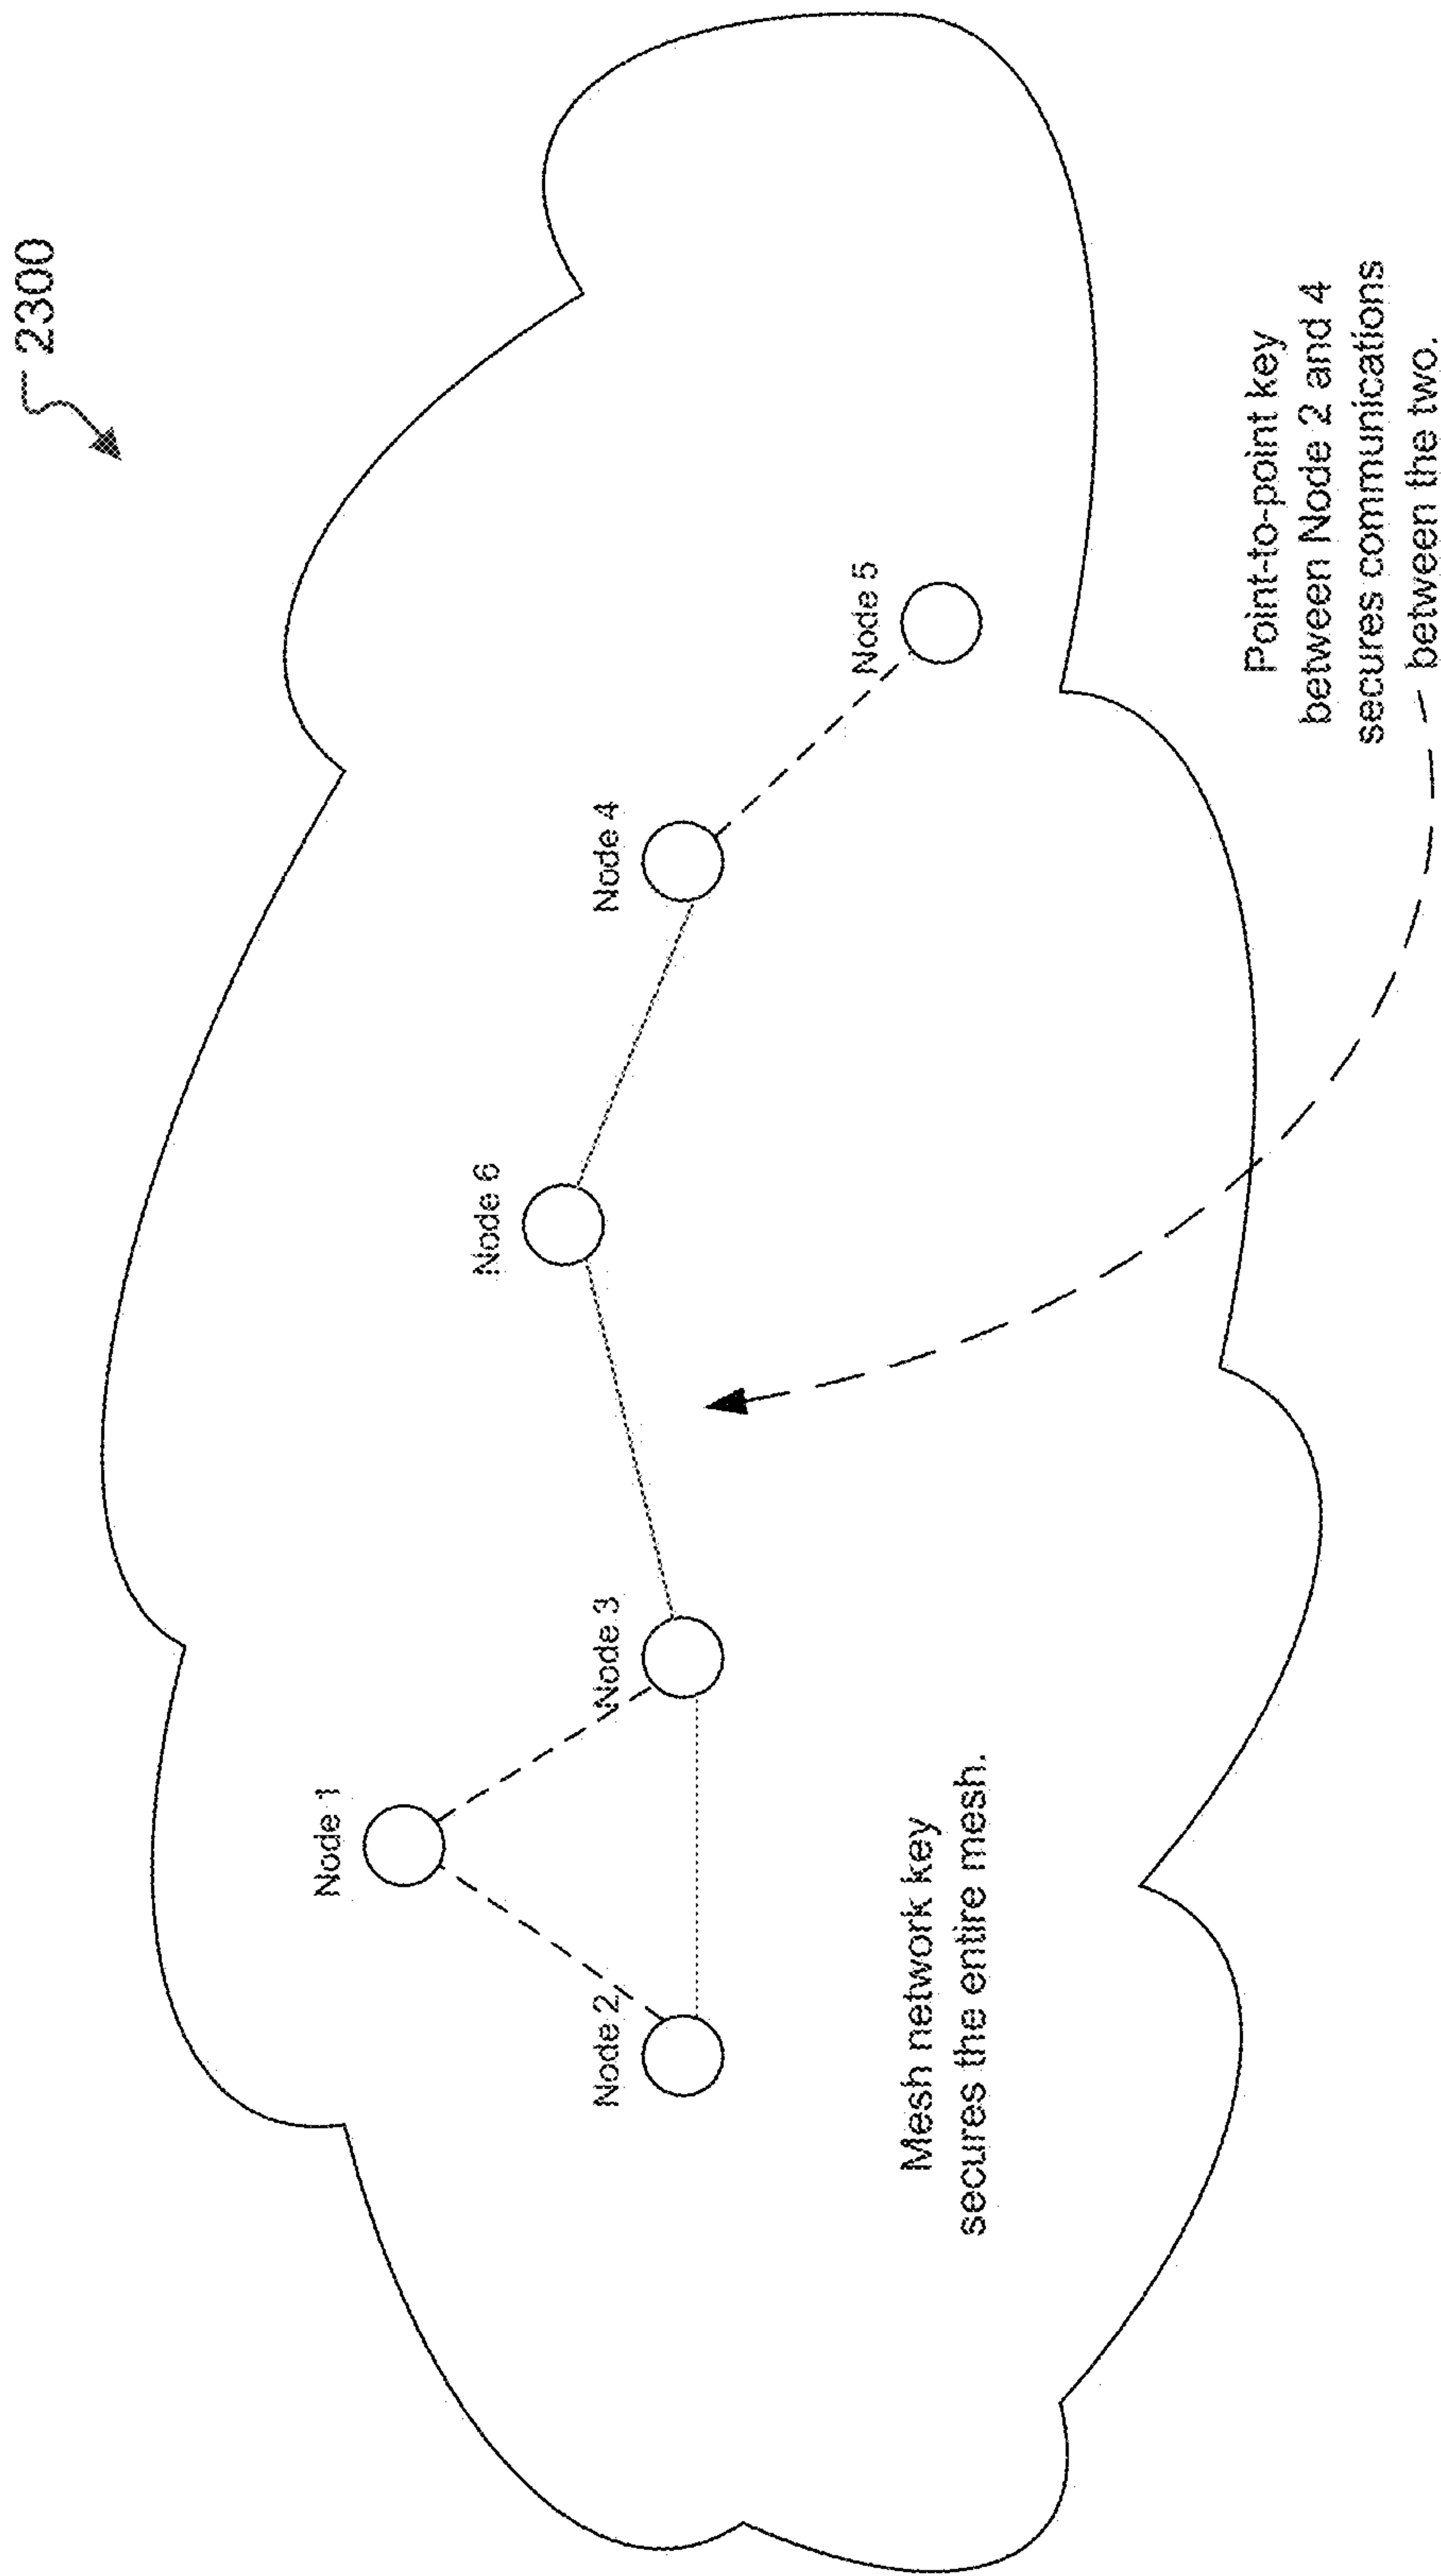 2300
Node 1
Node 2
Node 3
Node 6
Node 4
Node 5
Mesh network key
secures the entire mesh.
Point-to-point key
between Node 2 and 4
secures communications
between the two.